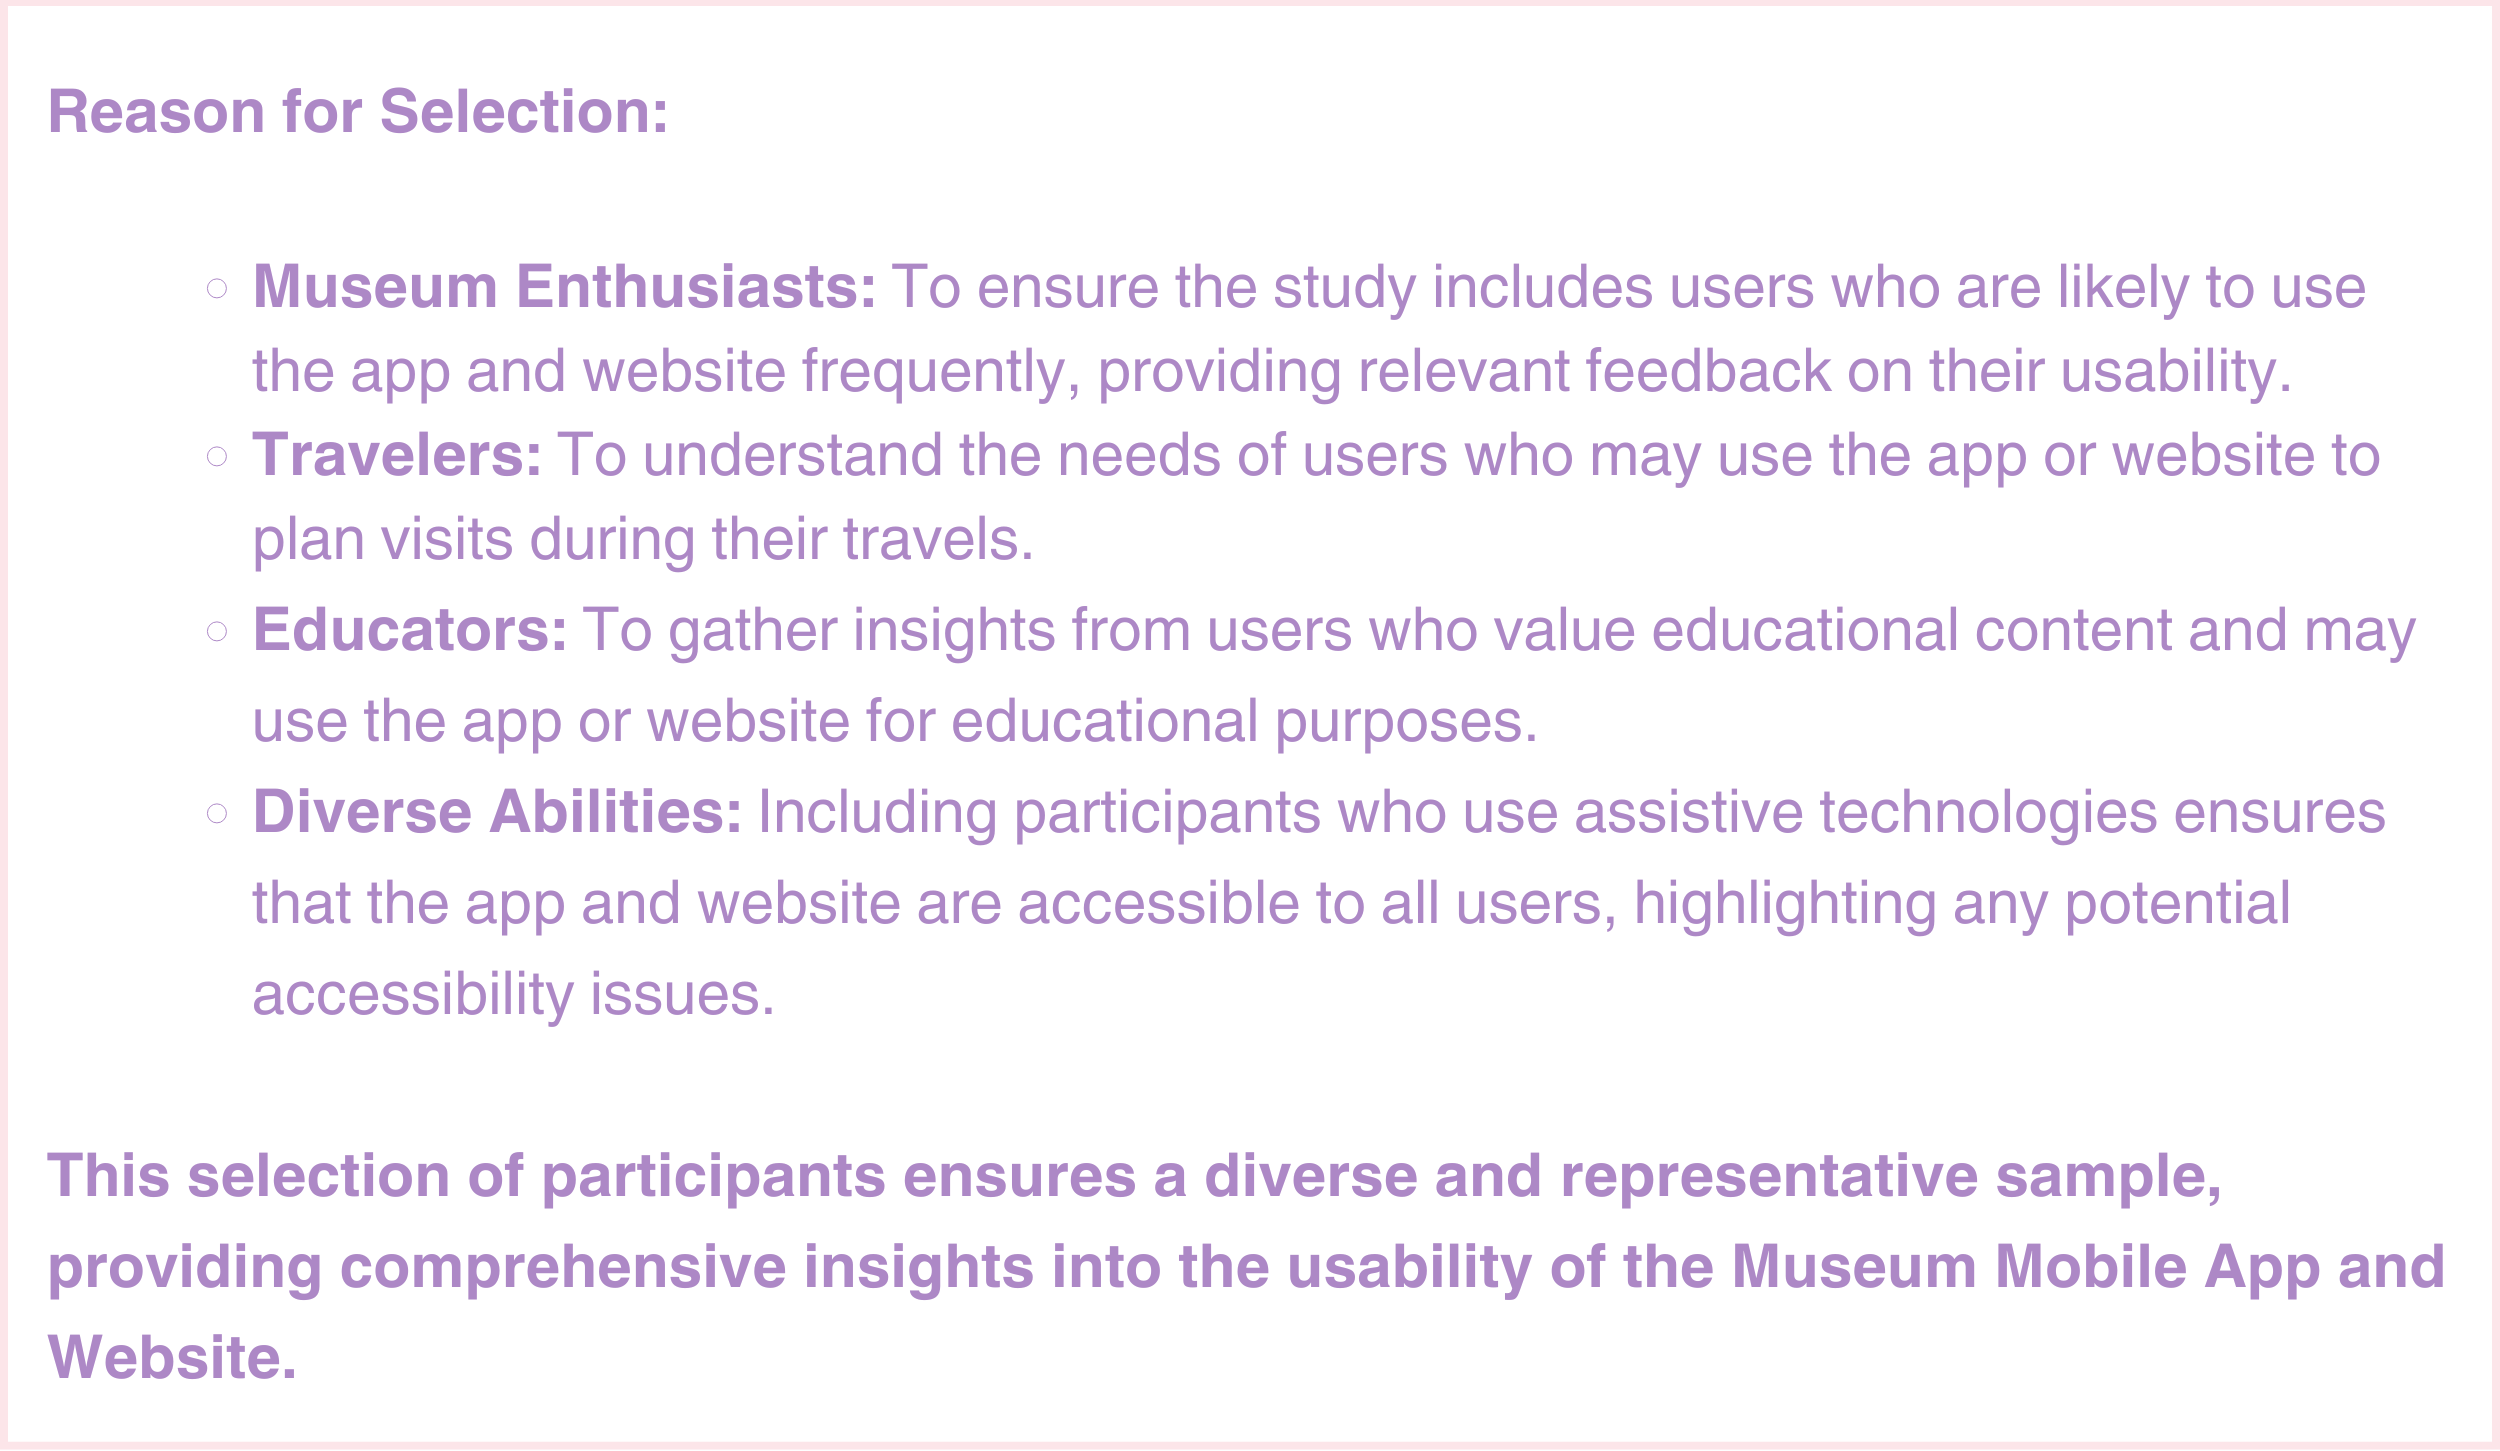 Reason for Selection:
○ Museum Enthusiasts: To ensure the study includes users who are likely to use
the app and website frequently, providing relevant feedback on their usability.
○ Travelers: To understand the needs of users who may use the app or website to
plan visits during their travels.
○ Educators: To gather insights from users who value educational content and may
use the app or website for educational purposes.
○ Diverse Abilities: Including participants who use assistive technologies ensures
that the app and website are accessible to all users, highlighting any potential
accessibility issues.
This selection of participants ensures a diverse and representative sample,
providing comprehensive insights into the usability of the Museum Mobile App and
Website.